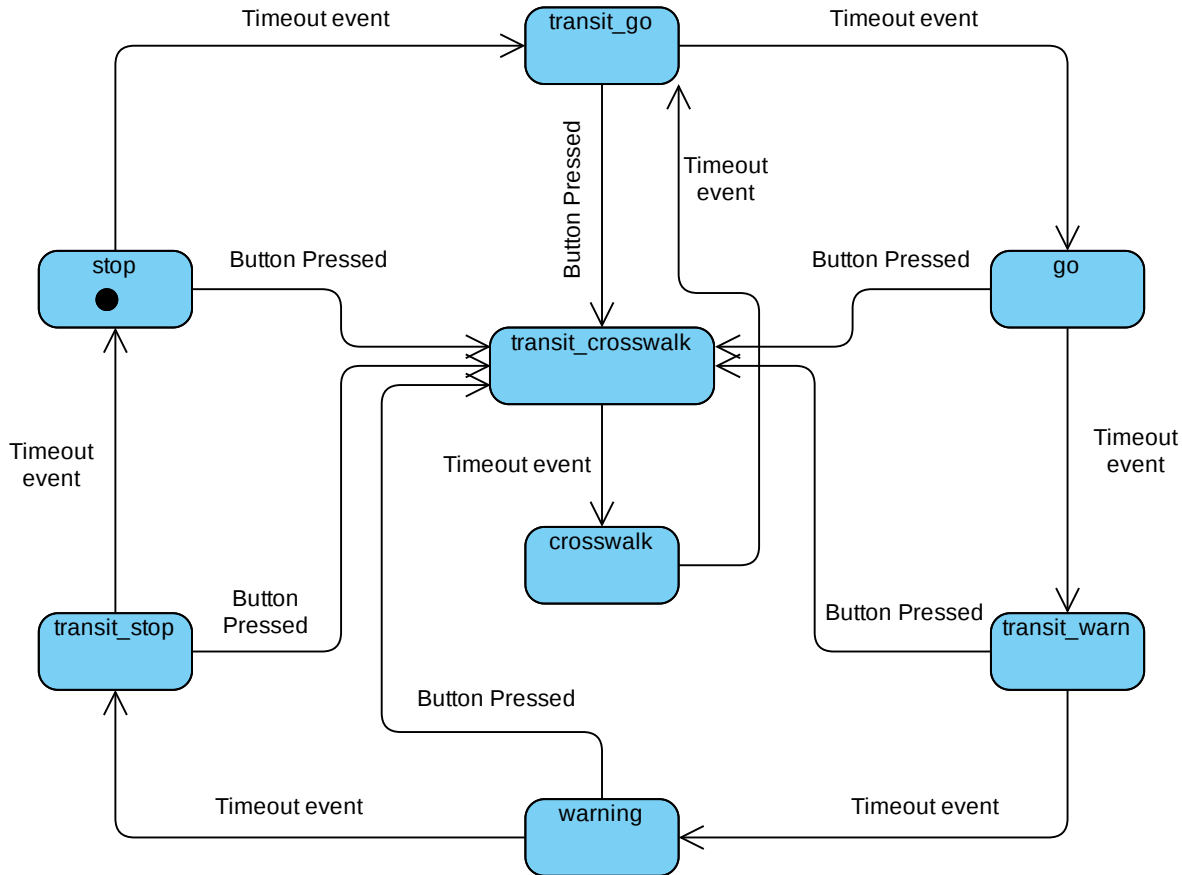 Timeout event
transit_go
Timeout event
Button Pressed
Timeout
event
stop
Button Pressed
Button Pressed
go
transit_crosswalk
Timeout
event
Timeout event
Timeout
event
crosswalk
transit_stop
Button
Pressed
Button Pressed
transit_warn
Button Pressed
Timeout event
warning
Timeout event